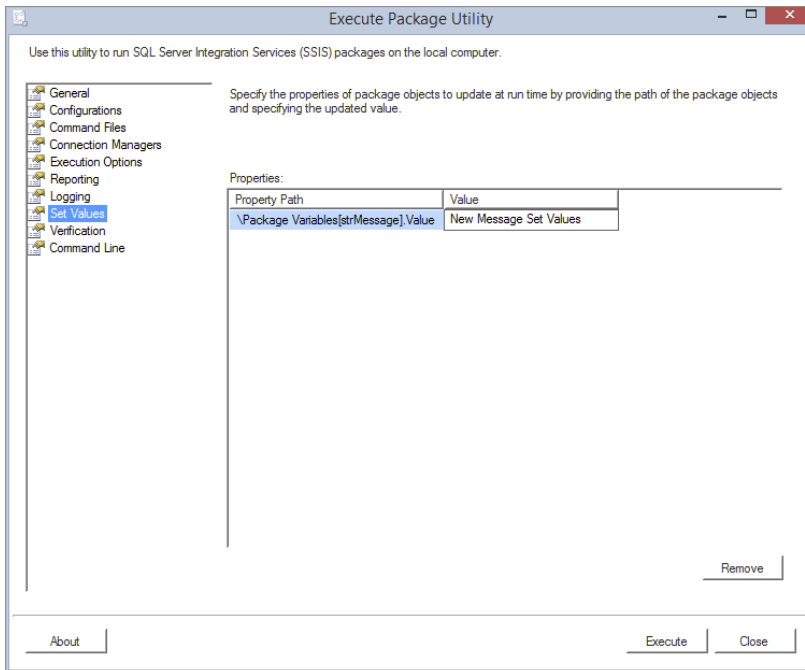 Execute Package Utility
Use this utility to run SQL Server Integration Services (SSIS) packages on the local computer.
General
Configurations
Command Files
Connection Managers
Execution Options
Reporting
Logging
Set Values
Verification
Command Line
Specify the properties of package objects to update at run time by providing the path of the package objects
and specifying the updated value.
Properties:
Property Path Value
\Package Variables[strMessage].Value New Message Set Values
Remove
About Execute Close